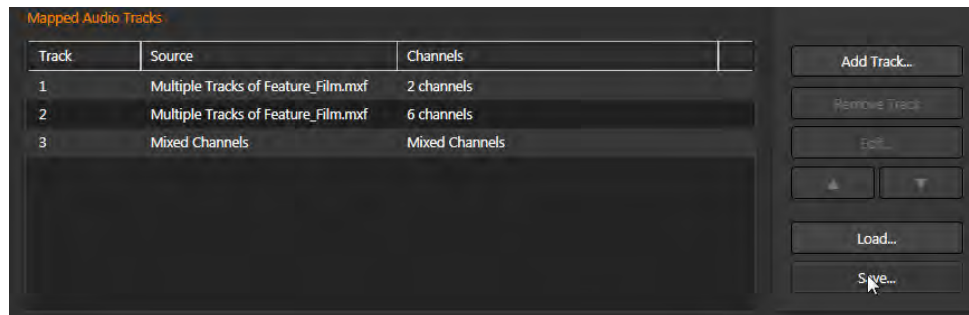 Mapped Audio Tracks
Track Source Channels
1 Multiple Tracks of Feature_Film.mxf 2 channels
2 Multiple Tracks of Feature_Film.mxf 6 channels
3 Mixed Channels Mixed Channels
Add Track...
Remove Track
Edit...
Load...
Save...